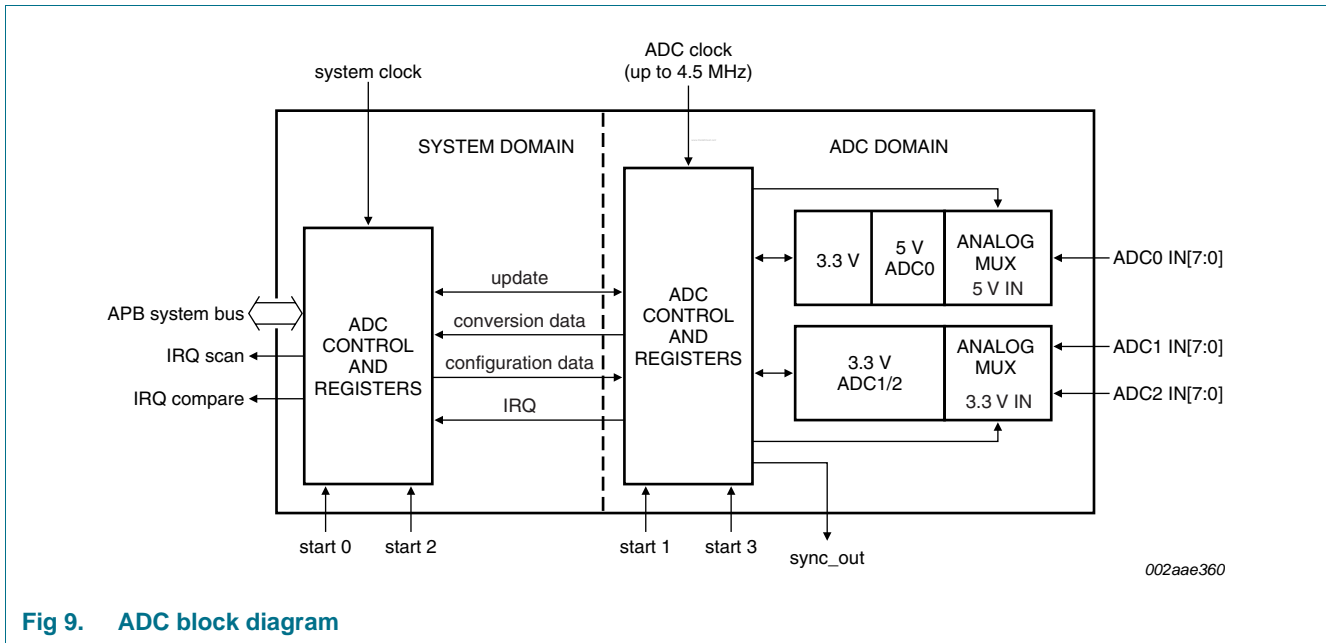 ADC clock
(up to 4.5 MHz)
system clock
SYSTEM DOMAIN
ADC DOMAIN
3.3 V
5 V
ADC0
ANALOG
MUX
5 V IN
ADC0 IN[7:0]
update
conversion data
configuration data
IRQ
APB system bus
IRQ scan
IRQ compare
ADC
CONTROL
AND
REGISTERS
ADC
CONTROL
AND
REGISTERS
3.3 V
ADC1/2
ANALOG
MUX
3.3 V IN
ADC1 IN[7:0]
ADC2 IN[7:0]
start 0
start 2
start 1
start 3
sync_out
002aae360
Fig 9. ADC block diagram